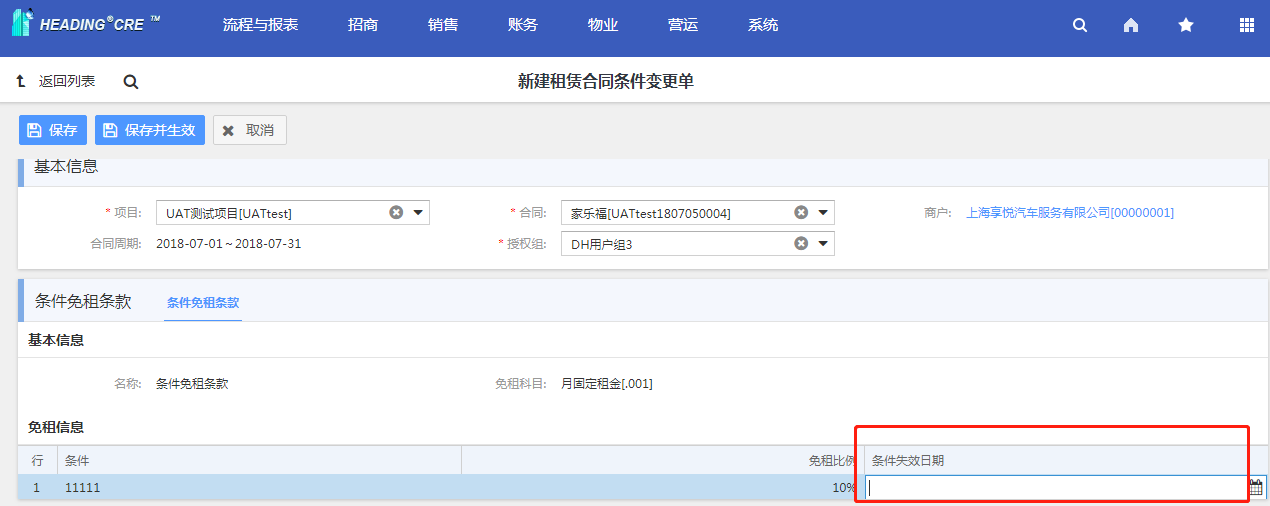 HEADING®CRE ™ 流程与报表 招商 销售 账务 物业 营运 系统
返回列表 新建租赁合同条件变更单
保存 保存并生效 取消
基本信息
* 项目: UAT测试项目[UATtest] * 合同: 家乐福[UATtest1807050004] 商户: 上海享悦汽车服务有限公司[00000001]
合同周期: 2018-07-01～2018-07-31 * 授权组: DH用户组3
条件免租条款 条件免租条款
基本信息
名称: 条件免租条款 免租科目: 月固定租金[.001]
免租信息
行 条件 免租比例 条件失效日期
1 11111 10%